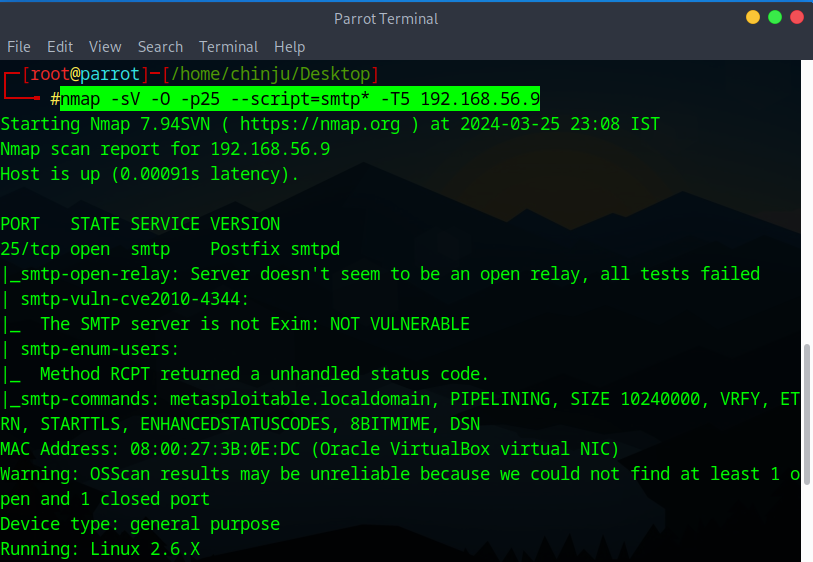 Parrot Terminal
File Edit View Search Terminal Help
┌─[root@parrot]─[/home/chinju/Desktop]
└──╼ #nmap -sV -O -p25 --script=smtp* -T5 192.168.56.9
Starting Nmap 7.94SVN ( https://nmap.org ) at 2024-03-25 23:08 IST
Nmap scan report for 192.168.56.9
Host is up (0.00091s latency).
PORT   STATE SERVICE VERSION
25/tcp open  smtp    Postfix smtpd
|_smtp-open-relay: Server doesn't seem to be an open relay, all tests failed
| smtp-vuln-cve2010-4344:
|_  The SMTP server is not Exim: NOT VULNERABLE
| smtp-enum-users:
|_  Method RCPT returned a unhandled status code.
|_smtp-commands: metasploitable.localdomain, PIPELINING, SIZE 10240000, VRFY, ET
RN, STARTTLS, ENHANCEDSTATUSCODES, 8BITMIME, DSN
MAC Address: 08:00:27:3B:0E:DC (Oracle VirtualBox virtual NIC)
Warning: OSScan results may be unreliable because we could not find at least 1 o
pen and 1 closed port
Device type: general purpose
Running: Linux 2.6.X